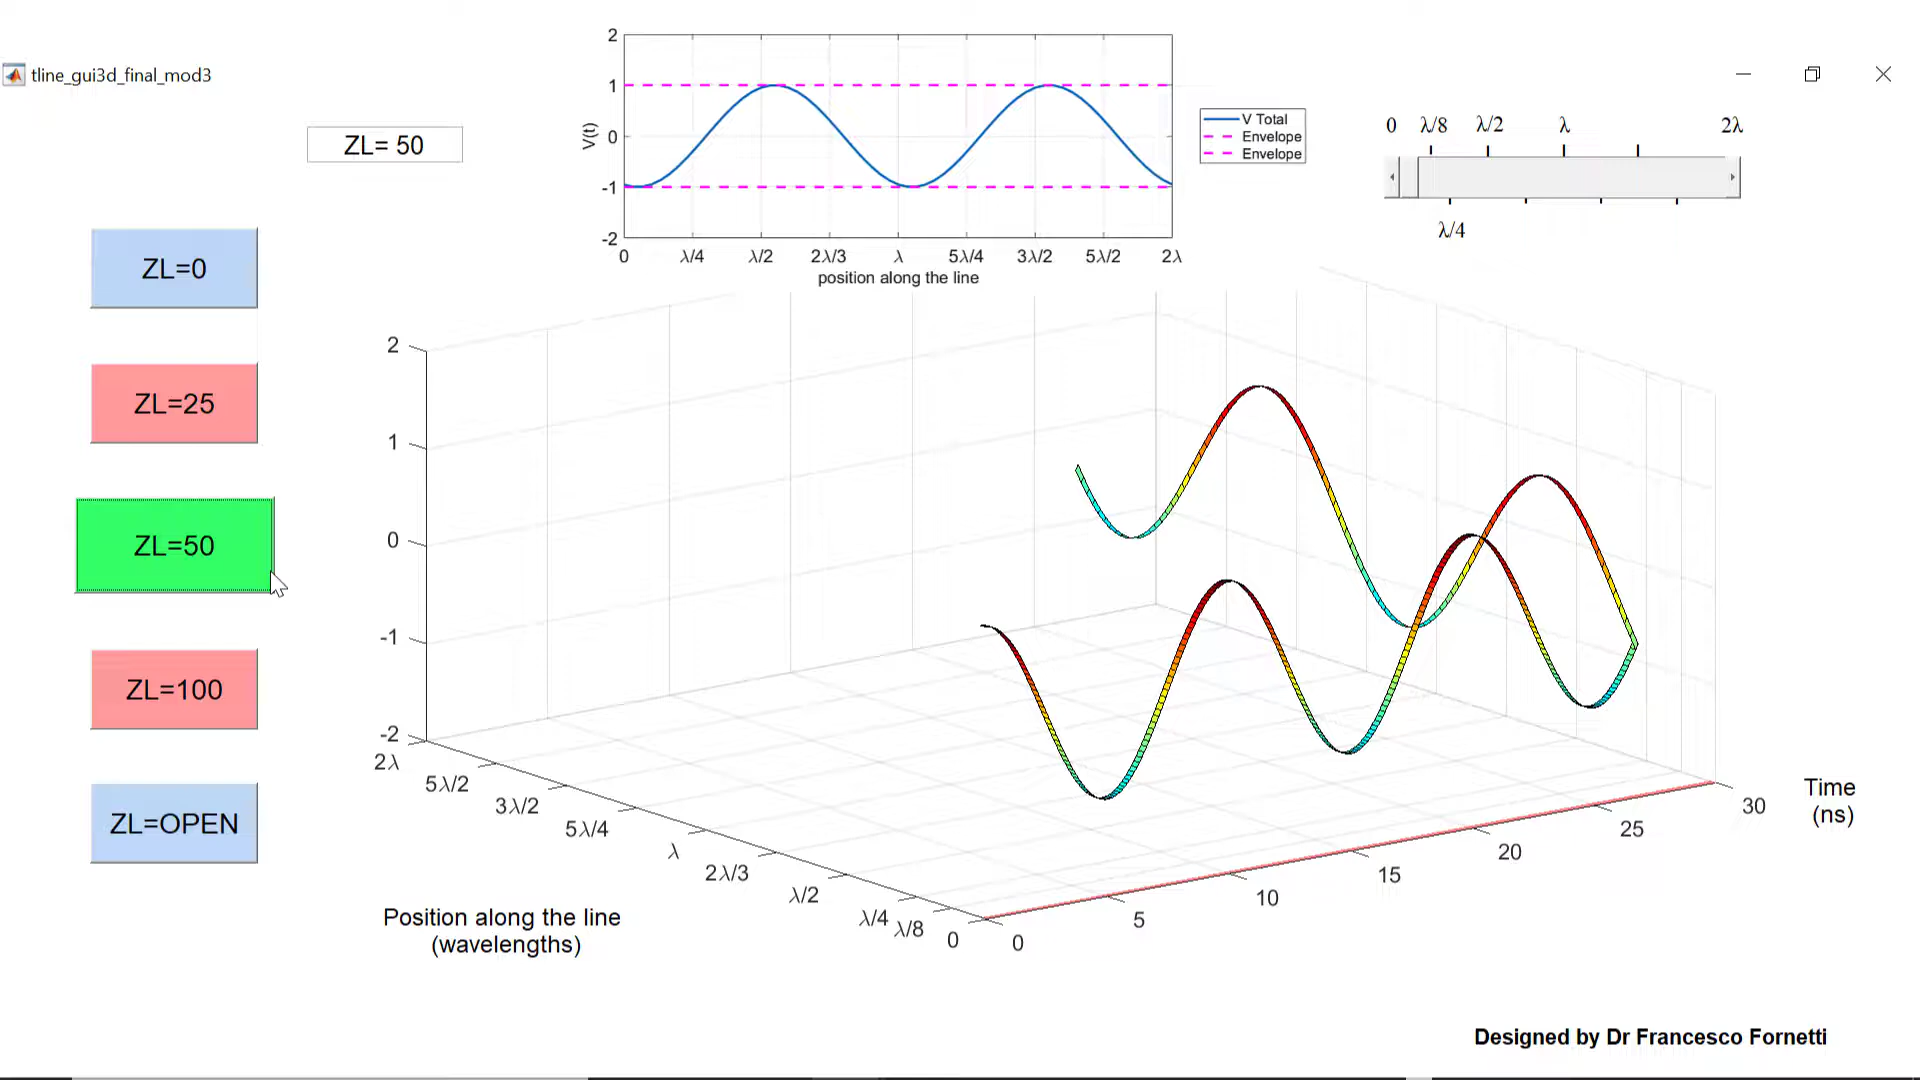 tline_gui3d_final_mod3
ZL= 50
2
1
0
-1
-2
V(t)
0 λ/4 λ/2 2λ/3 λ 5λ/4 3λ/2 5λ/2 2λ
position along the line
V Total
Envelope
Envelope
0 λ/8 λ/2 λ 2λ
λ/4
ZL=0
ZL=25
ZL=50
ZL=100
ZL=OPEN
2
1
0
-1
-2
2λ
5λ/2
3λ/2
5λ/4
λ
2λ/3
λ/2
λ/4
λ/8
0
Position along the line
(wavelengths)
0
5
10
15
20
25
30
Time
(ns)
Designed by Dr Francesco Fornetti